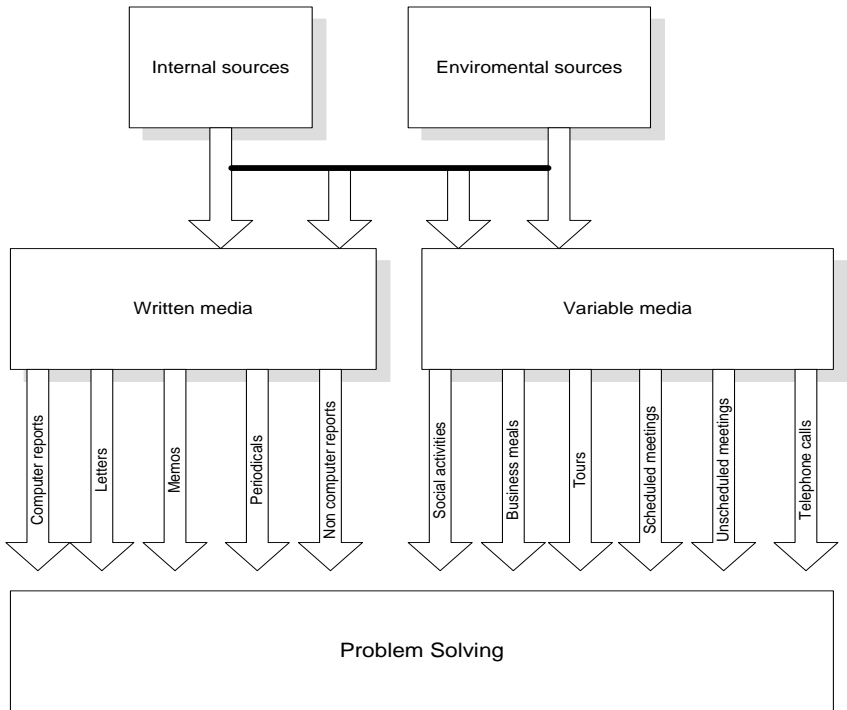 Internal sources
Enviromental sources
Written media
Variable media
Computer reports
Letters
Memos
Periodicals
Non computer reports
Social activities
Business meals
Tours
Scheduled meetings
Unscheduled meetings
Telephone calls
Problem Solving